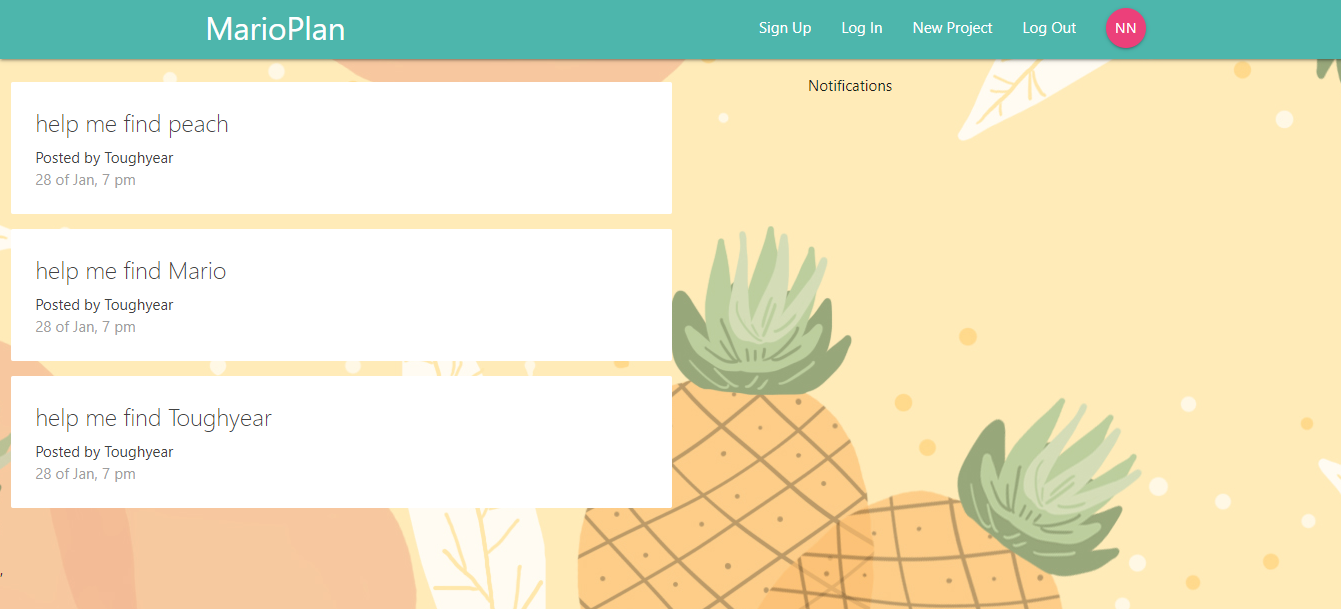 MarioPlan
Sign Up Log In New Project Log Out NN
help me find peach
Posted by Toughyear
28 of Jan, 7 pm
help me find Mario
Posted by Toughyear
28 of Jan, 7 pm
help me find Toughyear
Posted by Toughyear
28 of Jan, 7 pm
Notifications
,